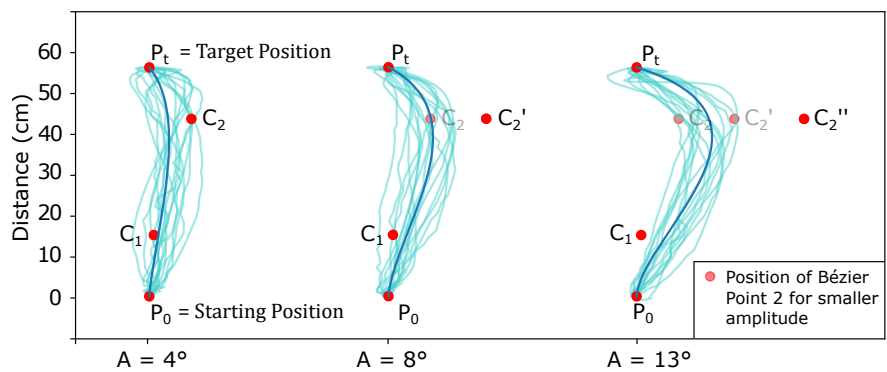 Distance (cm)
60
50
40
30
20
10
0
Pt = Target Position
C2
C1
P0 = Starting Position
A = 4°
Pt
C2
C2'
C1
P0
A = 8°
Pt
C2
C2'
C2''
C1
P0
A = 13°
Position of Bézier
Point 2 for smaller
amplitude